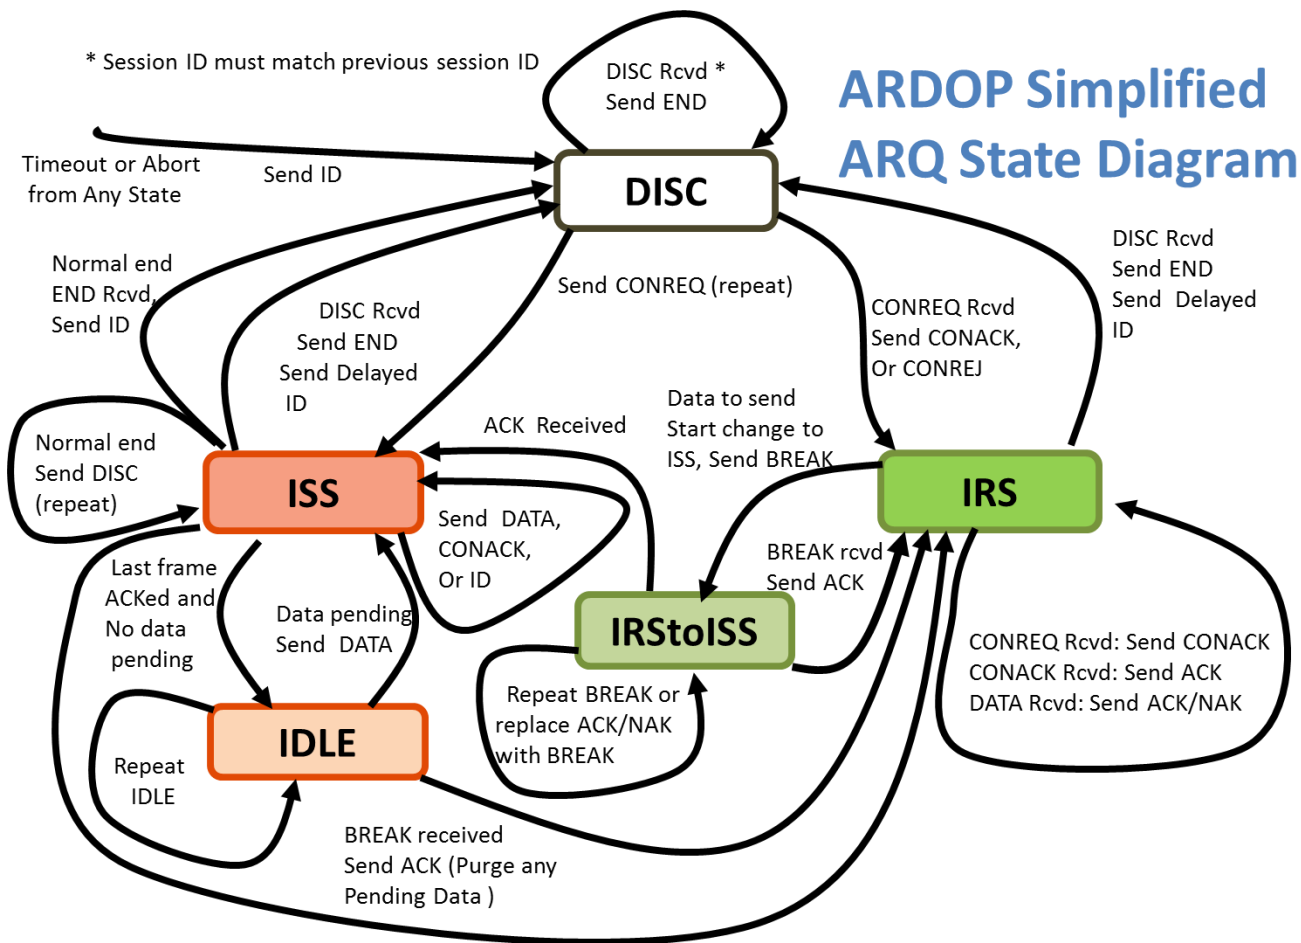 * Session ID must match previous session ID
DISC Rcvd *
Send END
ARDOP Simplified
ARQ State Diagram
Timeout or Abort
from Any State
Send ID
DISC
Normal end
END Rcvd,
Send ID
DISC Rcvd
Send END
Send Delayed
ID
Send CONREQ (repeat)
CONREQ Rcvd
Send CONACK,
Or CONREJ
DISC Rcvd
Send END
Send Delayed
ID
Normal end
Send DISC
(repeat)
ISS
ACK Received
Data to send
Start change to
ISS, Send BREAK
IRS
Send DATA,
CONACK,
Or ID
Last frame
ACKed and
No data
pending
Data pending
Send DATA
BREAK rcvd
Send ACK
IRStoISS
Repeat BREAK or
replace ACK/NAK
with BREAK
CONREQ Rcvd: Send CONACK
CONACK Rcvd: Send ACK
DATA Rcvd: Send ACK/NAK
IDLE
Repeat
IDLE
BREAK received
Send ACK (Purge any
Pending Data )